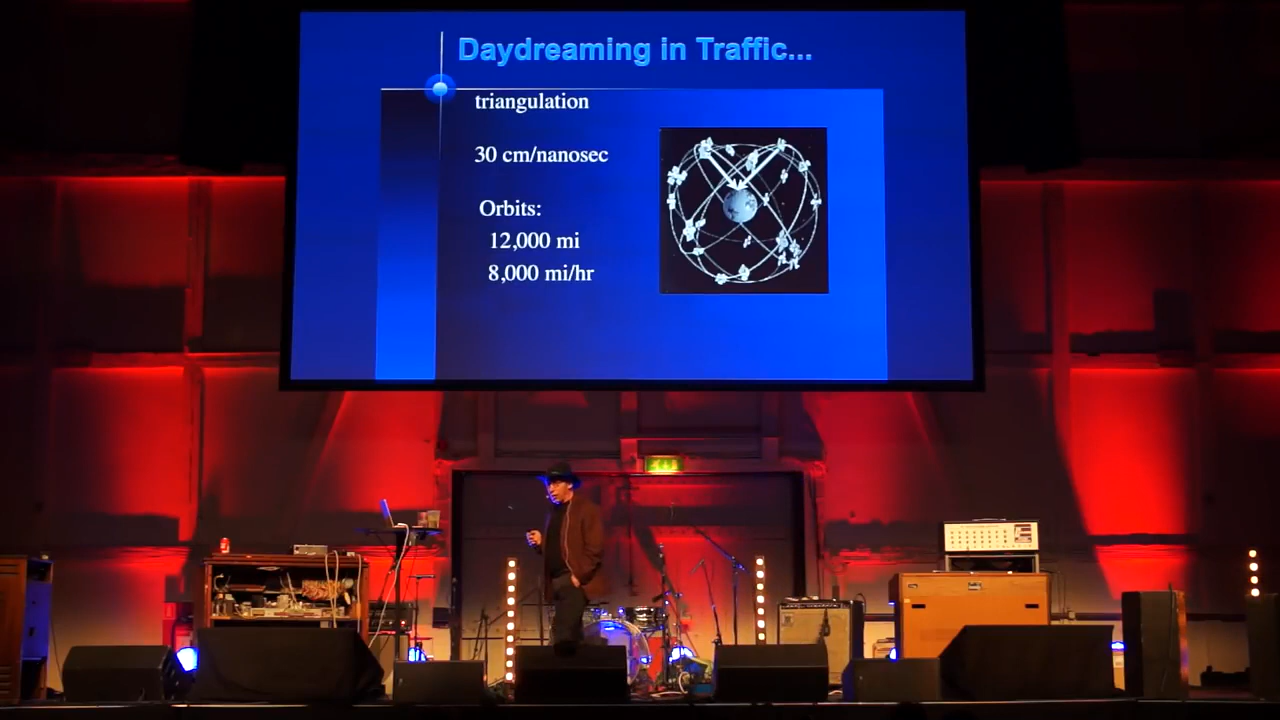 Daydreaming in Traffic...
triangulation
30 cm/nanosec
Orbits:
12,000 mi
8,000 mi/hr